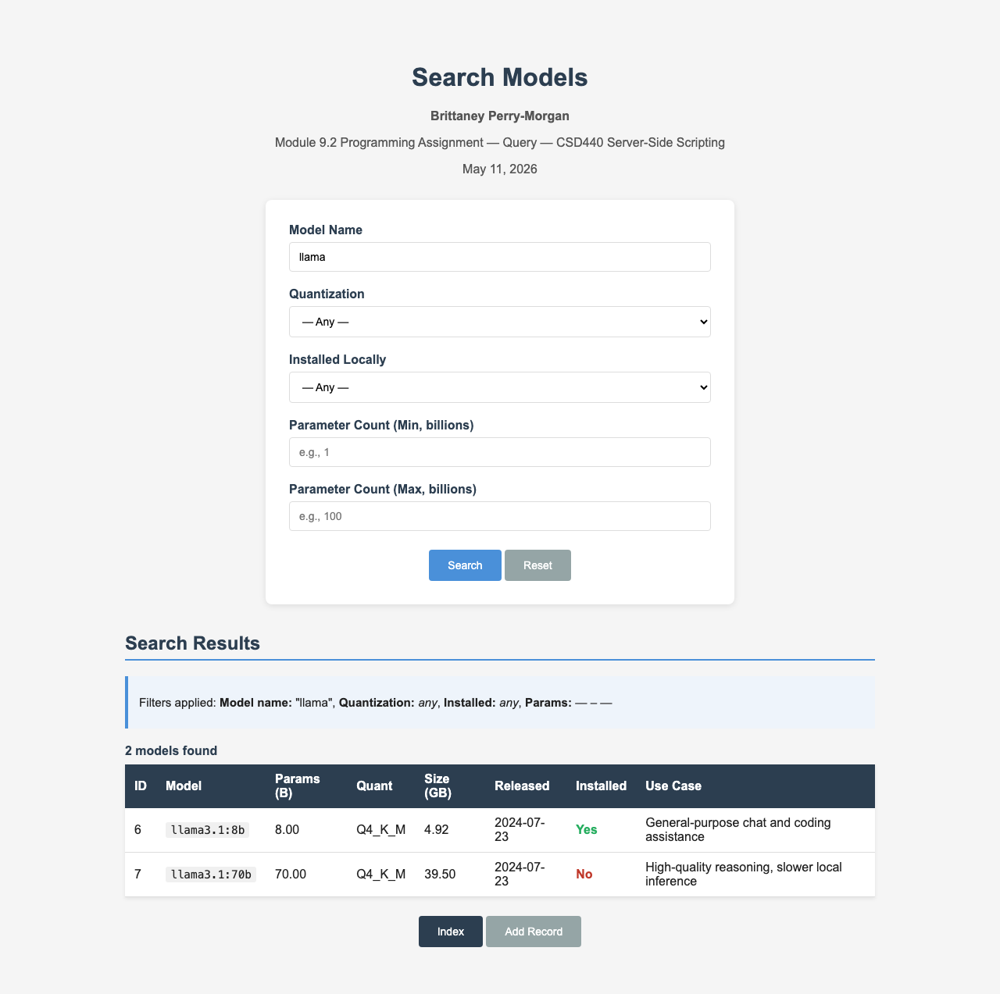 Search Models
Brittaney Perry-Morgan
Module 9.2 Programming Assignment — Query — CSD440 Server-Side Scripting
May 11, 2026
Model Name
llama
Quantization
— Any —
Installed Locally
— Any —
Parameter Count (Min, billions)
e.g., 1
Parameter Count (Max, billions)
e.g., 100
Search Reset
Search Results
Filters applied: Model name: "llama", Quantization: any, Installed: any, Params: — – —
2 models found
ID Model Params (B) Quant Size (GB) Released Installed Use Case
6 llama3.1:8b 8.00 Q4_K_M 4.92 2024-07-23 Yes General-purpose chat and coding assistance
7 llama3.1:70b 70.00 Q4_K_M 39.50 2024-07-23 No High-quality reasoning, slower local inference
Index Add Record